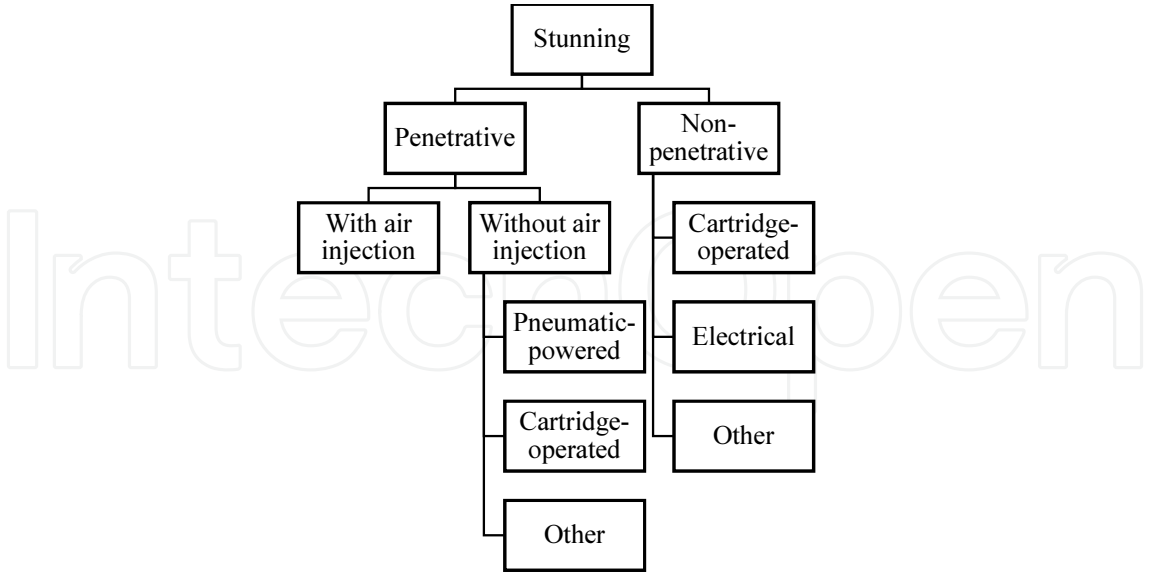 Stunning
Penetrative
Non-
penetrative
With air
injection
Without air
injection
Cartridge-
operated
Pneumatic-
powered
Electrical
Cartridge-
operated
Other
Other
IntechOpen